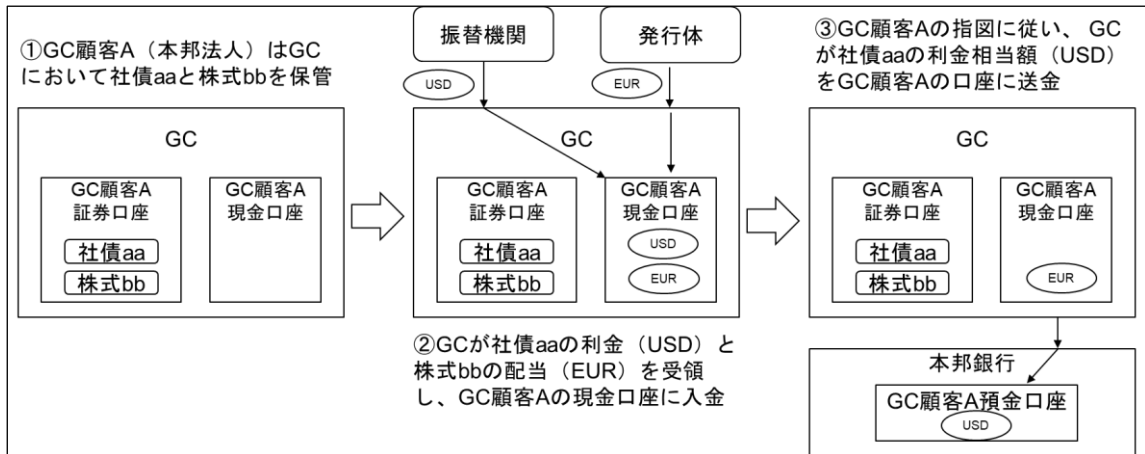 ①GC顧客A（本邦法人）はGC
において社債aaと株式bbを保管
GC
GC顧客A
証券口座
社債aa
株式bb
GC顧客A
現金口座
振替機関
発行体
USD
EUR
GC
GC顧客A
証券口座
社債aa
株式bb
GC顧客A
現金口座
USD
EUR
②GCが社債aaの利金（USD）と
株式bbの配当（EUR）を受領
し、GC顧客Aの現金口座に入金
③GC顧客Aの指図に従い、 GC
が社債aaの利金相当額（USD）
をGC顧客Aの口座に送金
GC
GC顧客A
証券口座
社債aa
株式bb
GC顧客A
現金口座
EUR
本邦銀行
GC顧客A預金口座
USD